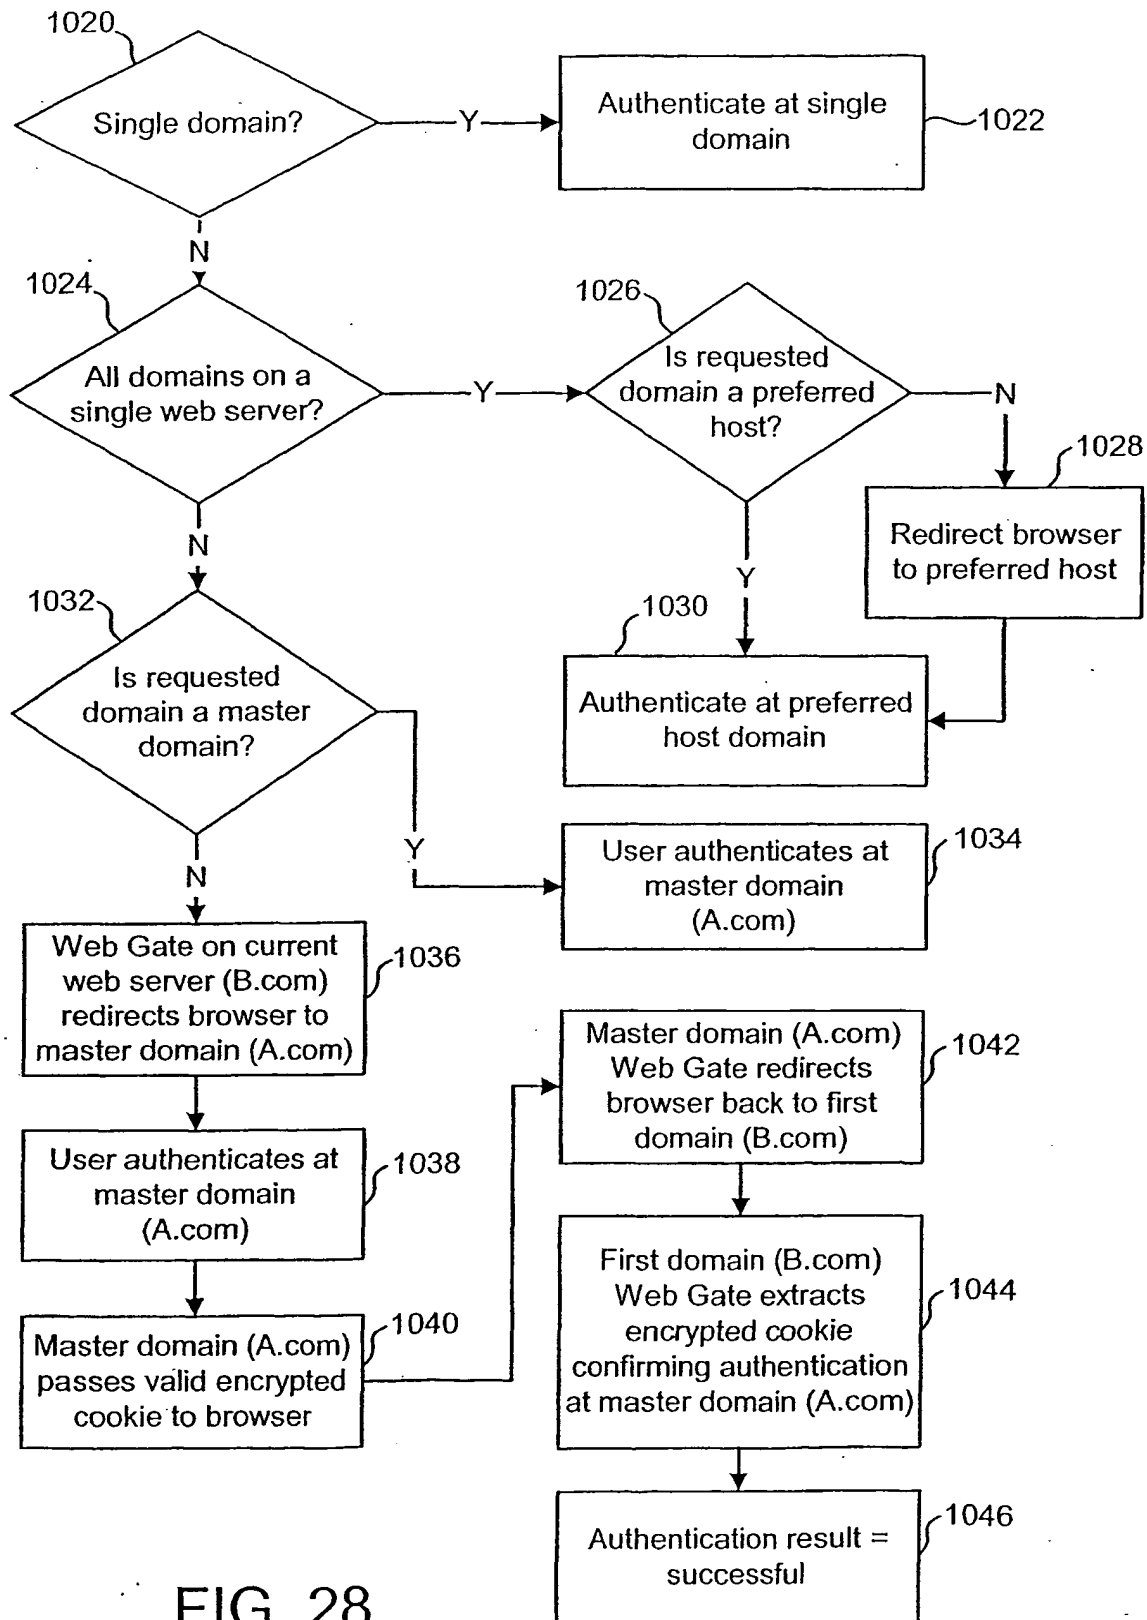 1020
Single domain?
Y
Authenticate at single
domain
1022
N
1024
All domains on a
single web server?
Y
1026
Is requested
domain a preferred
host?
N
1028
Redirect browser
to preferred host
Y
1030
Authenticate at preferred
host domain
N
1032
Is requested
domain a master
domain?
Y
1034
User authenticates at
master domain
(A.com)
N
Web Gate on current
web server (B.com)
redirects browser to
master domain (A.com)
1036
User authenticates at
master domain
(A.com)
1038
Master domain (A.com)
passes valid encrypted
cookie to browser
1040
Master domain (A.com)
Web Gate redirects
browser back to first
domain (B.com)
1042
First domain (B.com)
Web Gate extracts
encrypted cookie
confirming authentication
at master domain (A.com)
1044
Authentication result =
successful
1046
FIG. 28